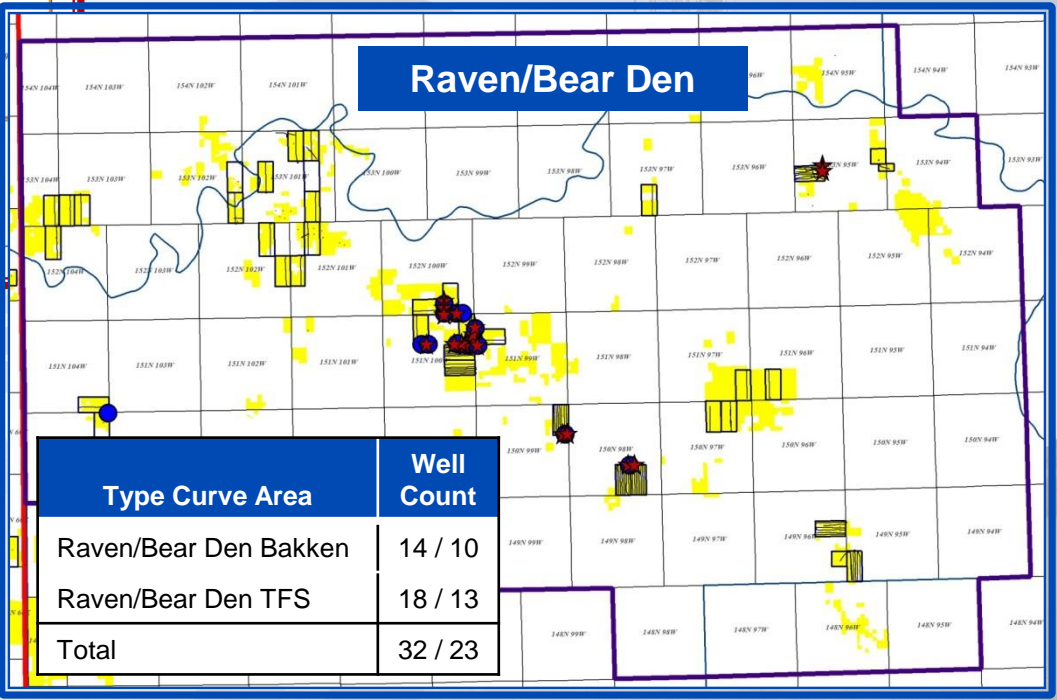 Raven/Bear Den
154N 104W
154N 103W
154N 102W
154N 101W
96W
154N 95W
154N 94W
154N 93W
153N 104W
153N 103W
153N 102W
153N 101W
153N 100W
153N 99W
153N 98W
153N 97W
153N 96W
153N 95W
153N 94W
153N 93W
152N 104W
152N 103W
152N 102W
152N 101W
152N 100W
152N 99W
152N 98W
152N 97W
152N 96W
152N 95W
152N 94W
151N 104W
151N 103W
151N 102W
151N 101W
151N 100
151N 99W
151N 98W
151N 97W
151N 96W
151N 95W
151N 94W
150N 99W
150N 98W
150N 97W
150N 96W
150N 95W
150N 94W
149N 99W
149N 98W
149N 97W
149N 96
149N 95W
149N 94W
148N 99W
148N 98W
148N 97W
148N 96W
148N 95W
148N 94W
Type Curve Area
Well Count
Raven/Bear Den Bakken 14 / 10
Raven/Bear Den TFS 18 / 13
Total 32 / 23